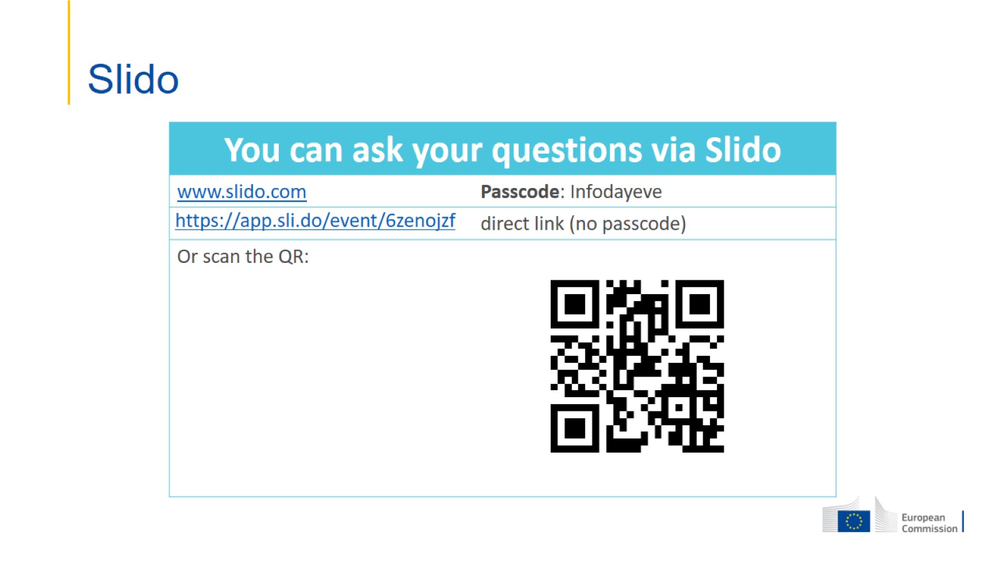 Slido
You can ask your questions via Slido
www.slido.com Passcode: Infodayeve
https://app.sli.do/event/6zenojzf direct link (no passcode)
Or scan the QR:
European
Commission